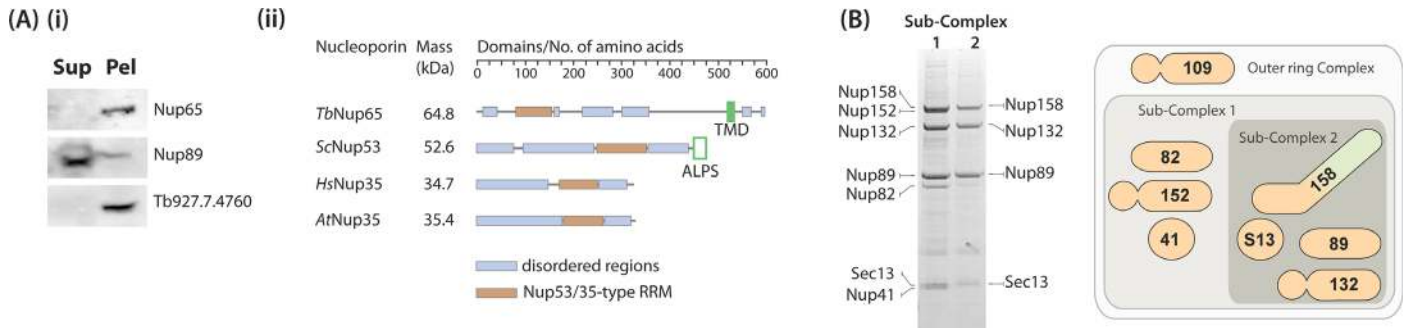 (A) (i)
Sup Pel
Nup65
Nup89
Tb927.7.4760
(ii)
Nucleoporin Mass (kDa) Domains/No. of amino acids
0 100 200 300 400 500 600
TbNup65 64.8
TMD
ScNup53 52.6
ALPS
HsNup35 34.7
AtNup35 35.4
disordered regions
Nup53/35-type RRM
(B)
Sub-Complex
1 2
Nup158
Nup152
Nup132
Nup89
Nup82
Sec13
Nup41
Nup158
Nup132
Nup89
Sec13
109 Outer ring Complex
Sub-Complex 1
Sub-Complex 2
82
152
41
158
S13
89
132